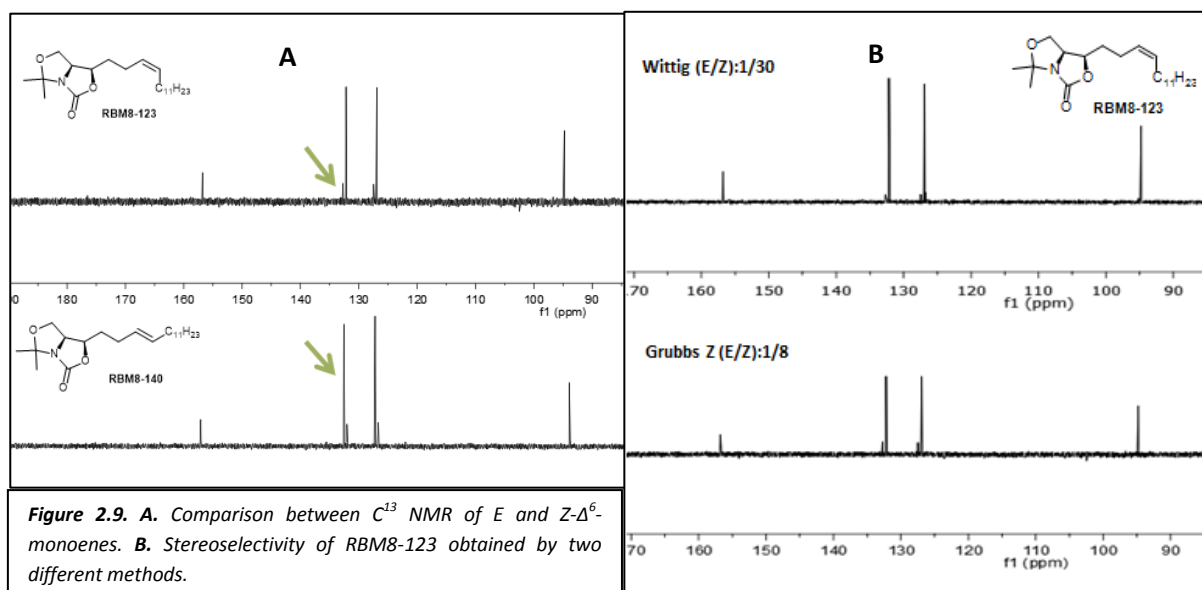 A
O
N
O
O
C₁₁H₂₃
RBM8-123
180 170 160 150 140 130 120 110 100 90
f1 (ppm)
O
N
O
O
C₁₁H₂₃
RBM8-140
Figure 2.9. A. Comparison between C¹³ NMR of E and Z-Δ⁶-
monoenes. B. Stereoselectivity of RBM8-123 obtained by two
different methods.
B
Wittig (E/Z):1/30
O
N
O
O
C₁₁H₂₃
RBM8-123
170 160 150 140 130 120 110 100 90
f1 (ppm)
Grubbs Z (E/Z):1/8
170 160 150 140 130 120 110 100 90
f1 (ppm)